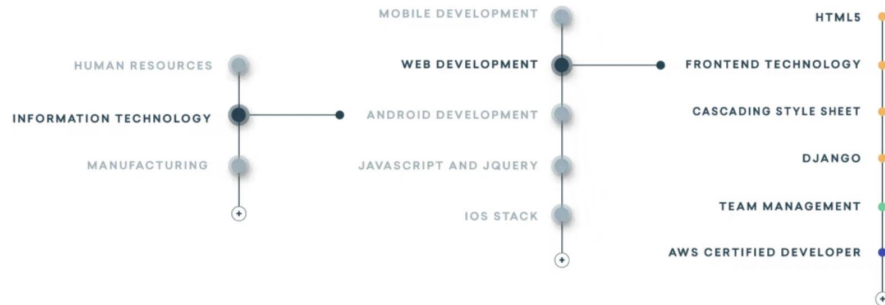 HUMAN RESOURCES
INFORMATION TECHNOLOGY
MANUFACTURING
MOBILE DEVELOPMENT
WEB DEVELOPMENT
ANDROID DEVELOPMENT
JAVASCRIPT AND JQUERY
IOS STACK
HTML5
FRONTEND TECHNOLOGY
CASCADING STYLE SHEET
DJANGO
TEAM MANAGEMENT
AWS CERTIFIED DEVELOPER